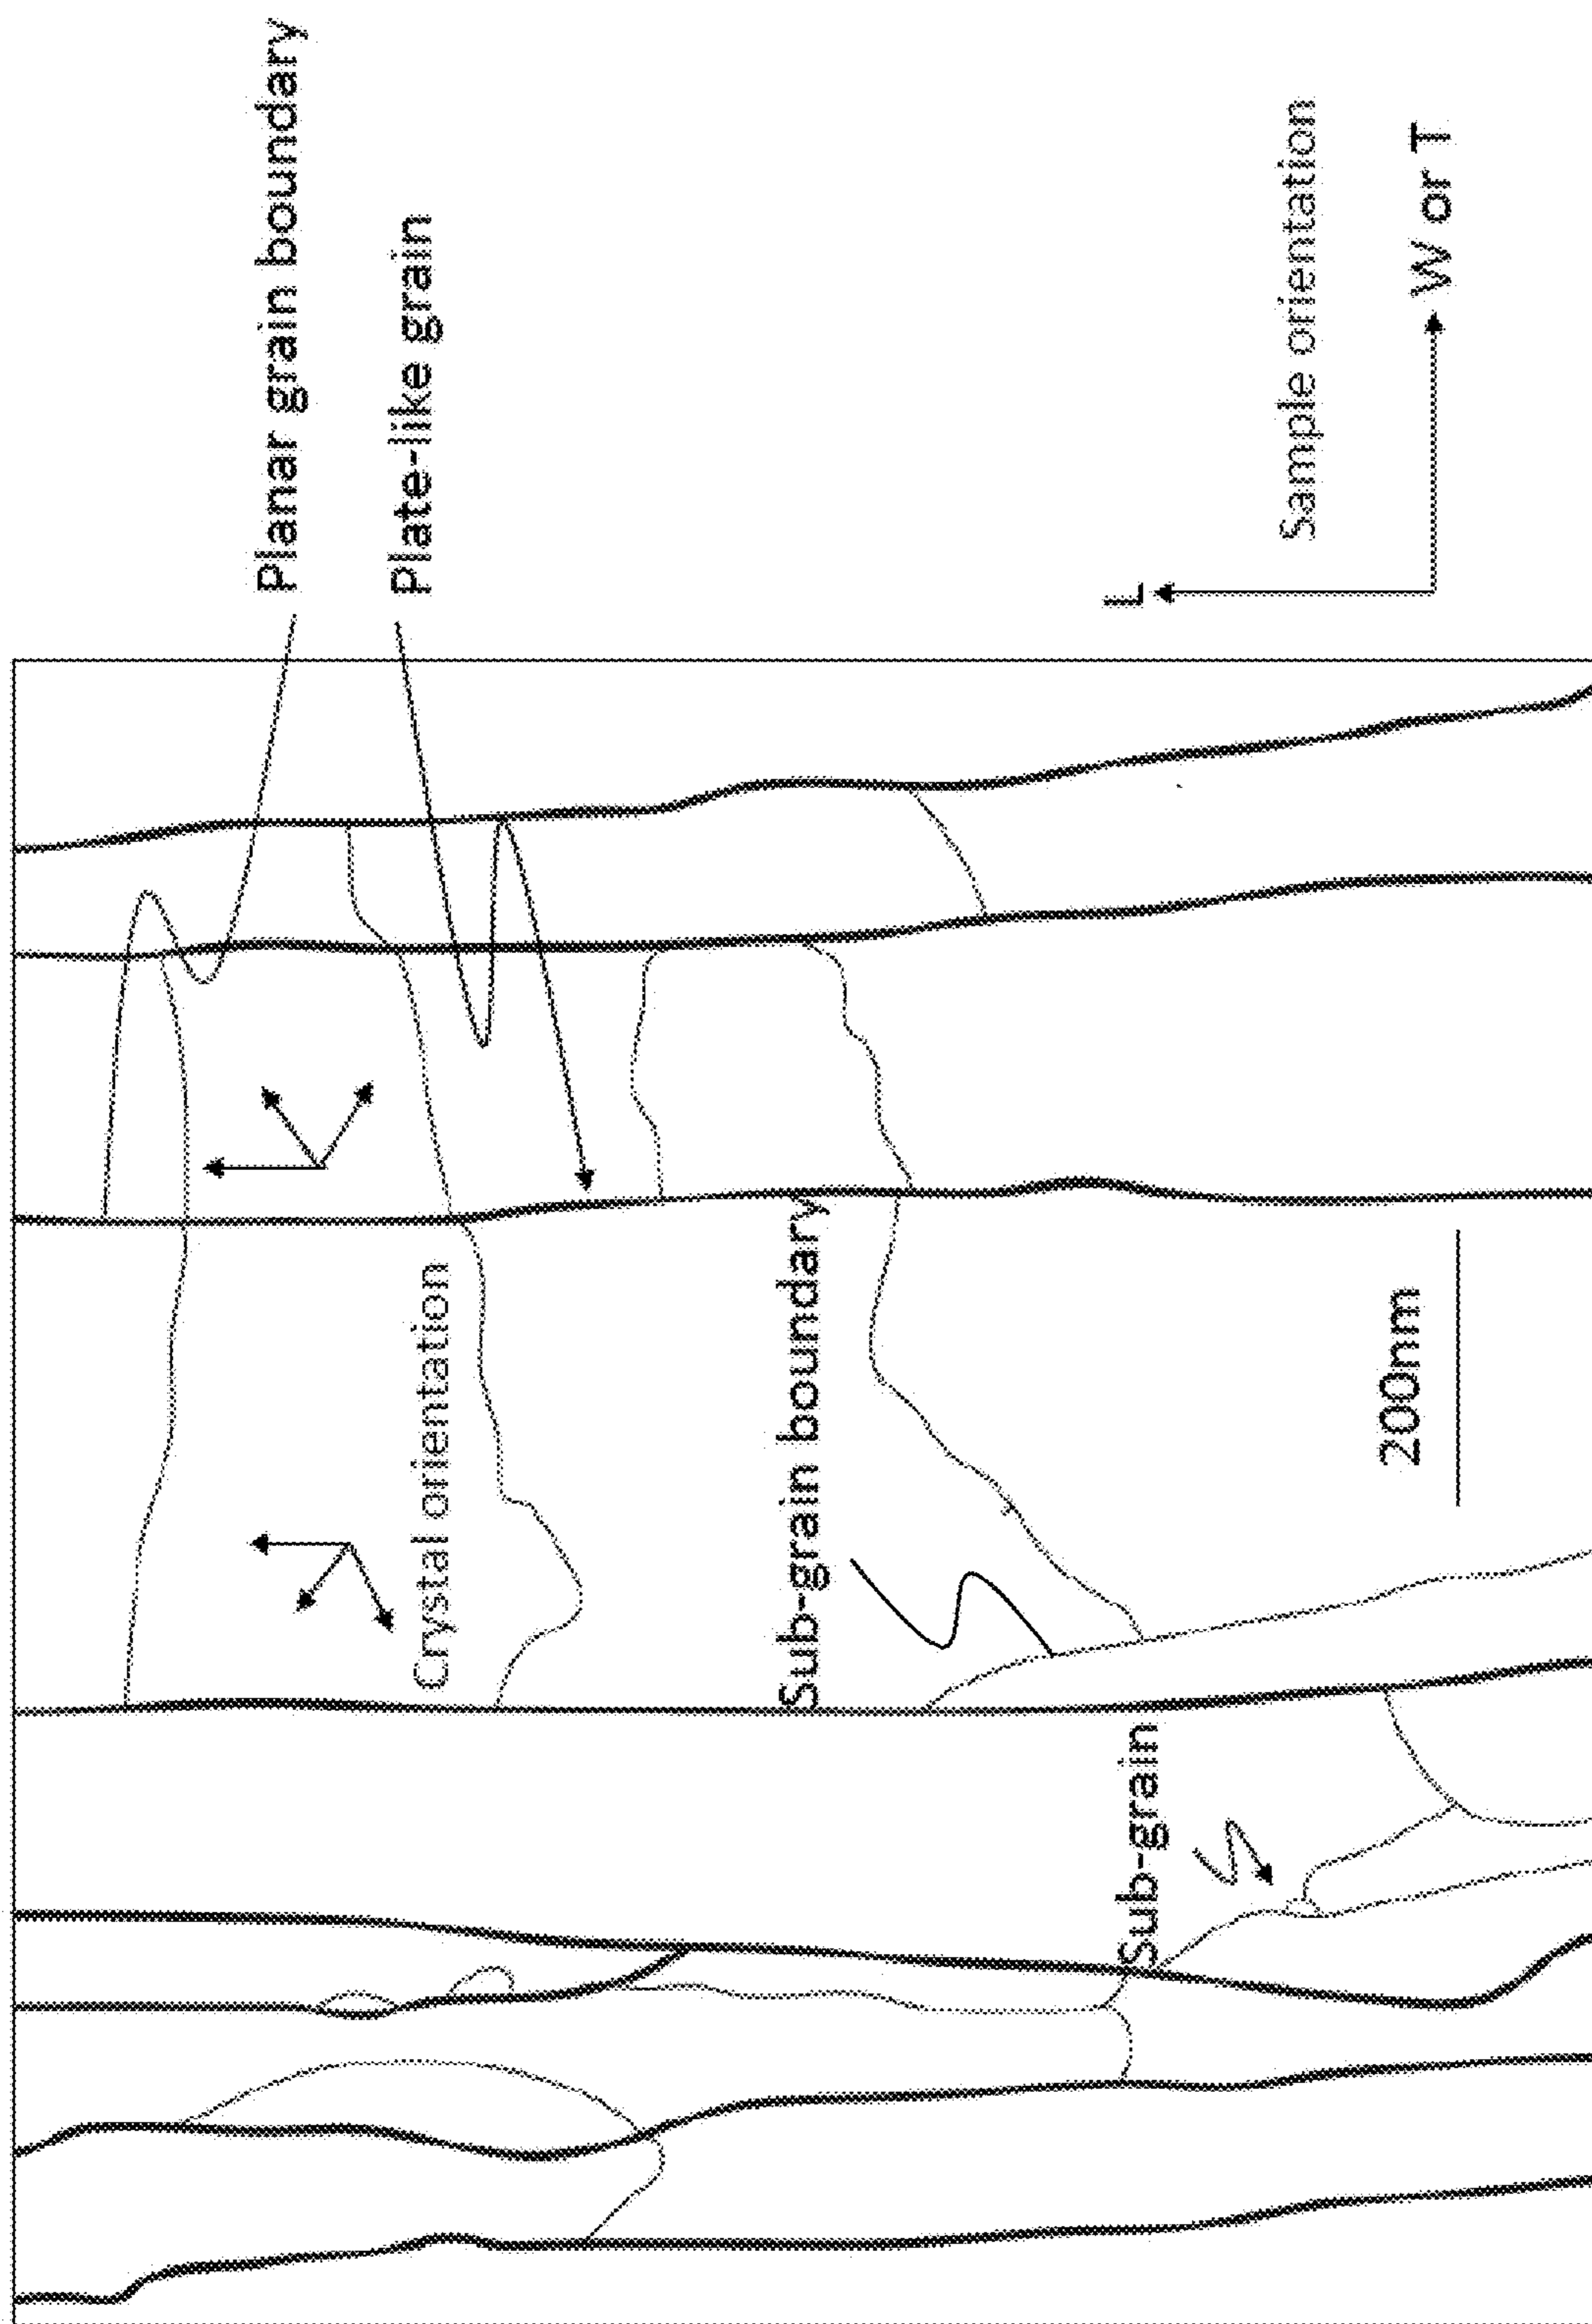 Planar grain boundary
Plate-like grain
Crystal orientation
Sub-grain boundary
Sub-grain
200nm
Sample orientation
L
W or T